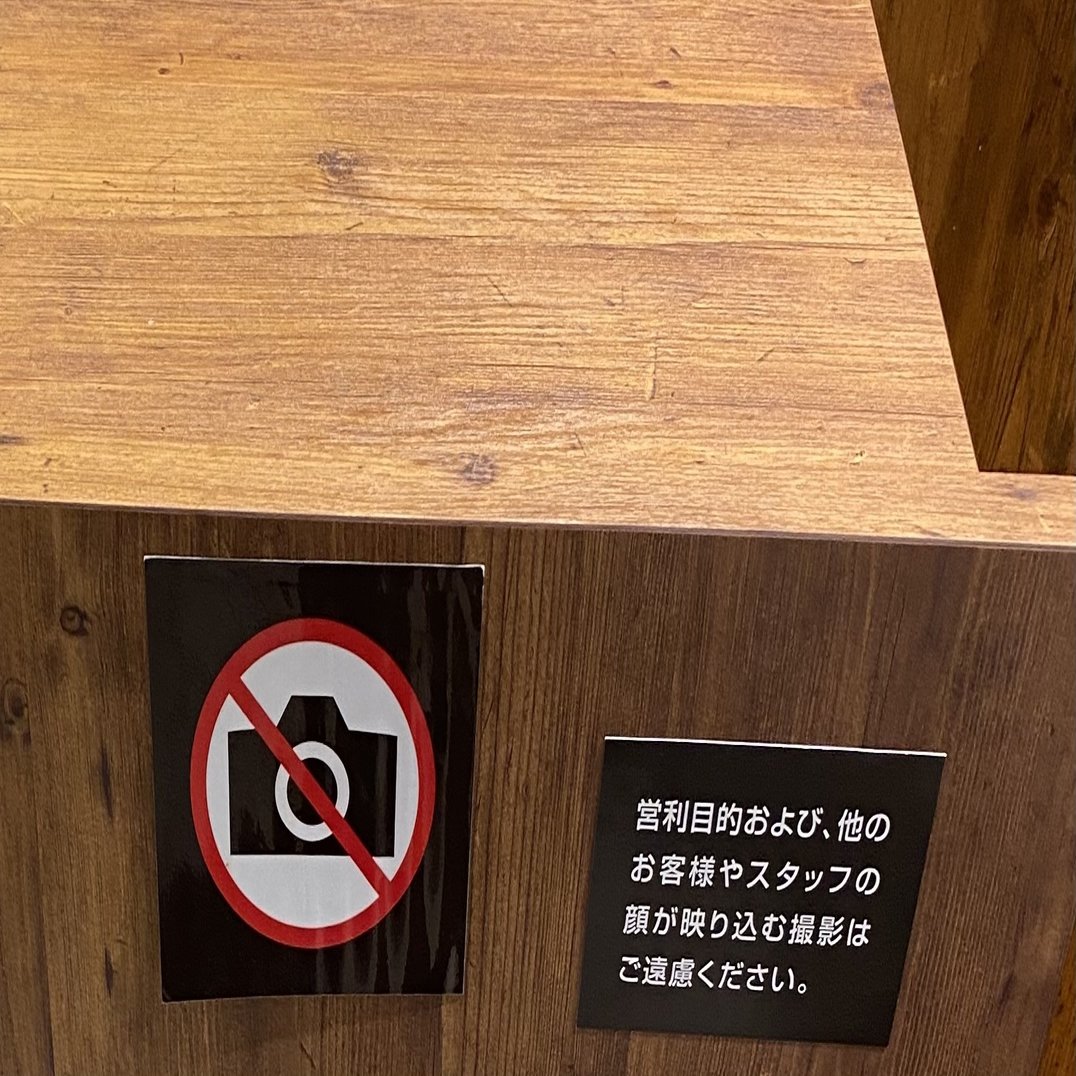 営利目的および、他の
お客様やスタッフの
顔が映り込む撮影は
ご遠慮ください。